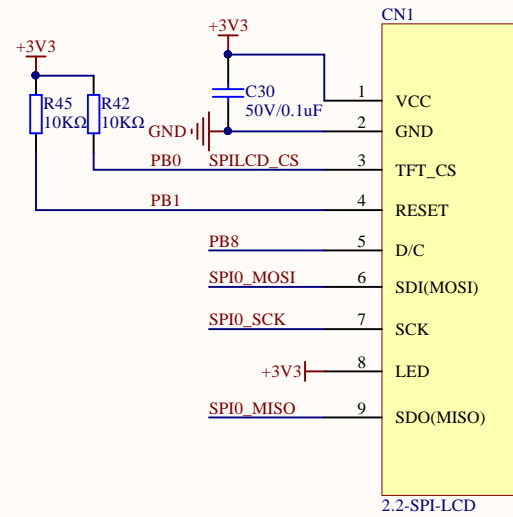 CN1
+3V3
+3V3
R45
10KΩ
R42
10KΩ
C30
50V/0.1uF
1
VCC
GND
2
GND
PB0
SPILCD_CS
3
TFT_CS
PB1
4
RESET
PB8
5
D/C
SPI0_MOSI
6
SDI(MOSI)
SPI0_SCK
7
SCK
+3V3
8
LED
SPI0_MISO
9
SDO(MISO)
2.2-SPI-LCD